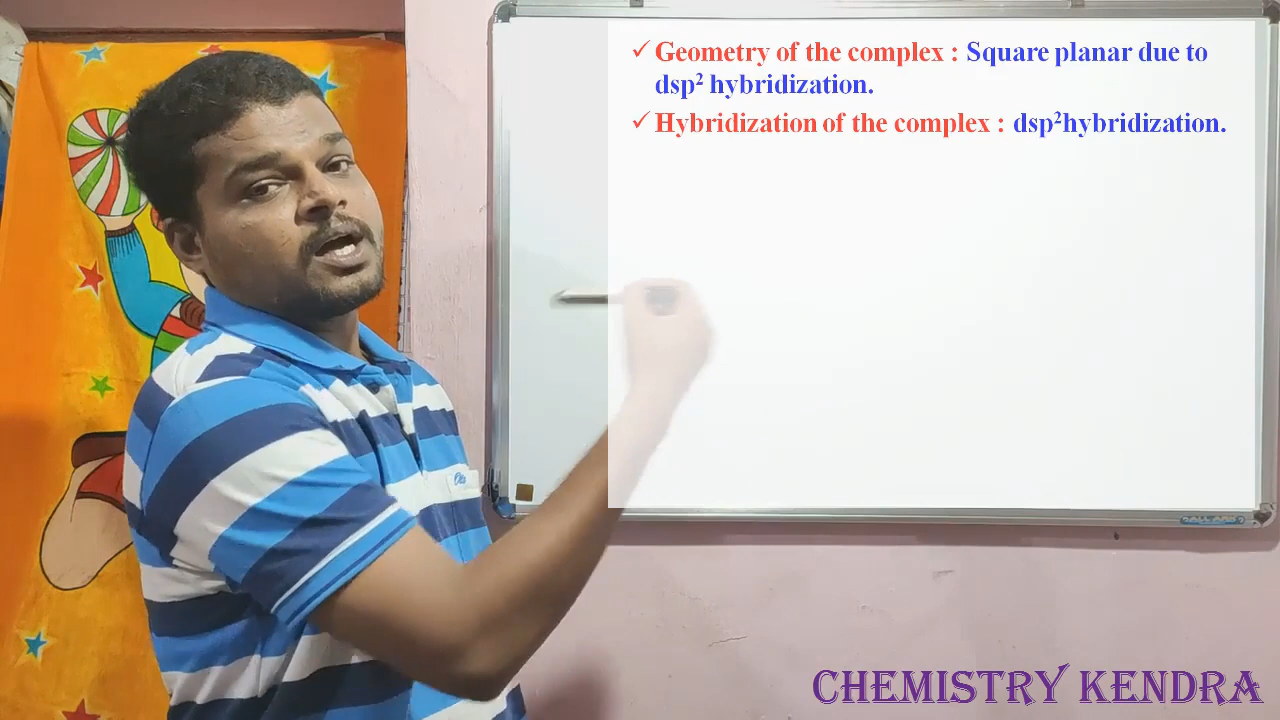 ✓ Geometry of the complex : Square planar due to
dsp² hybridization.
✓ Hybridization of the complex : dsp²hybridization.
CHEMISTRY KENDRA